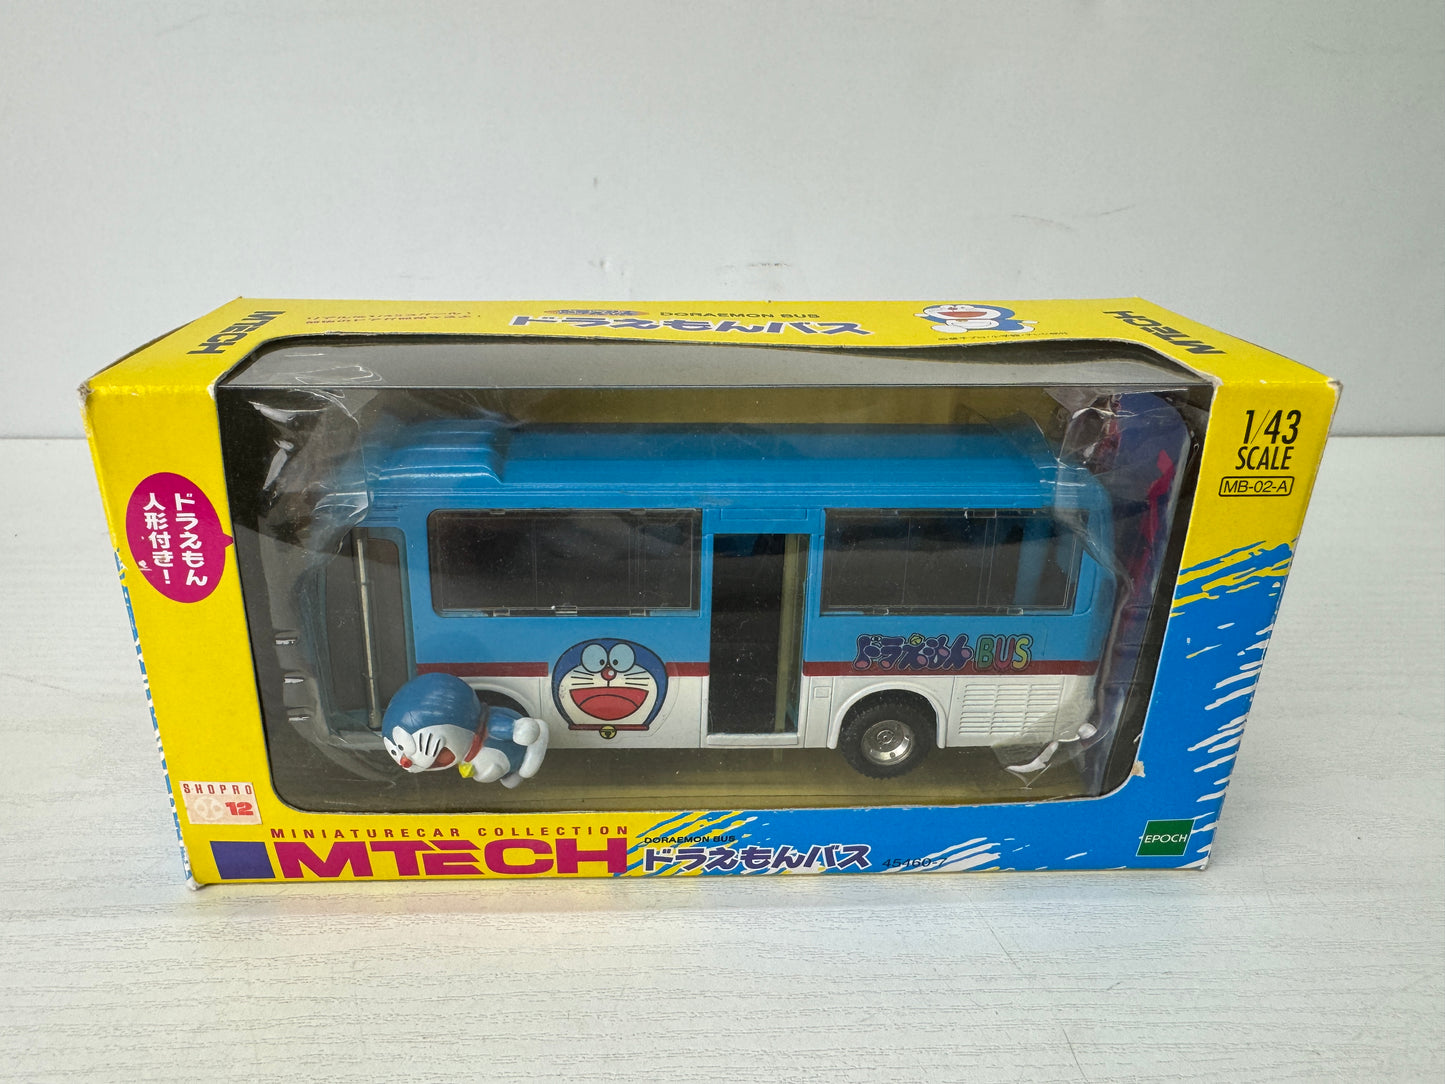 MTECH
DORAEMON BUS
ドラえもんバス
MTECH
1/43
SCALE
MB-02-A
ドラえもん
人形付き!
ドラえもんBUS
SHOPRO
12
MINIATURECAR COLLECTION
MTECH
DORAEMON BUS
ドラえもんバス
45460-7
EPOCH